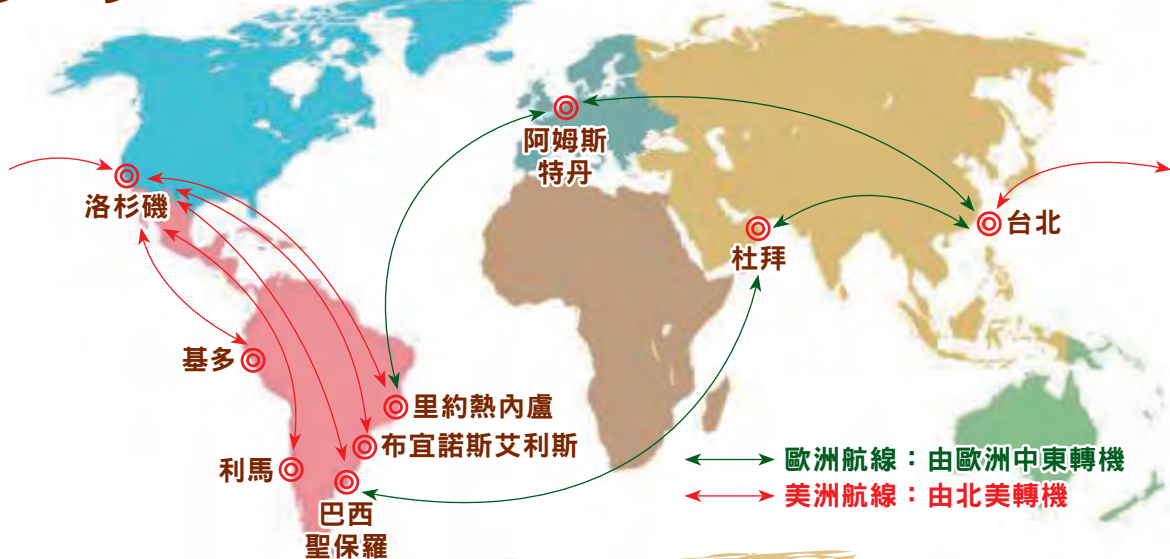 阿姆斯
特丹
洛杉磯
台北
杜拜
基多
里約熱內盧
布宜諾斯艾利斯
利馬
巴西
聖保羅
歐洲航線：由歐洲中東轉機
美洲航線：由北美轉機